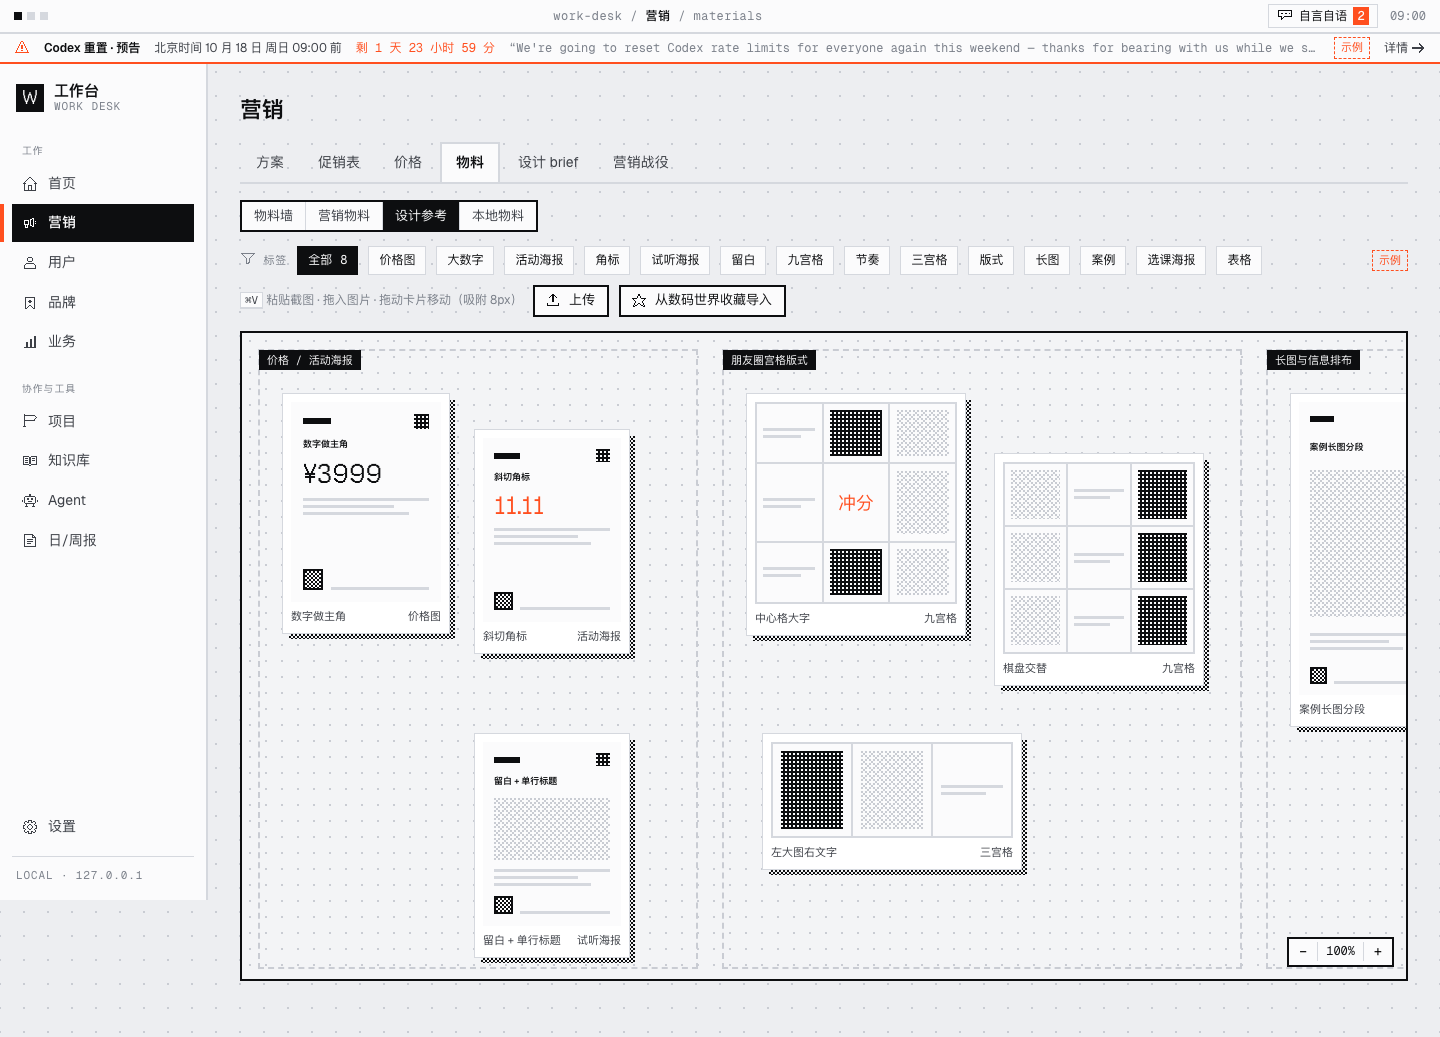 work-desk / 营销 / materials
自言自语 2
09:00
Codex 重置 · 预告 北京时间 10 月 18 日 周日 09:00 前 剩 1 天 23 小时 59 分 “We're going to reset Codex rate limits for everyone again this weekend — thanks for bearing with us while we s… 示例 详情
W
工作台
WORK DESK
工作
首页
营销
用户
品牌
业务
协作与工具
项目
知识库
Agent
日/周报
设置
LOCAL · 127.0.0.1
营销
方案 促销表 价格 物料 设计 brief 营销战役
物料墙 营销物料 设计参考 本地物料
标签 全部 8 价格图 大数字 活动海报 角标 试听海报 留白 九宫格 节奏 三宫格 版式 长图 案例 选课海报 表格 示例
⌘V 粘贴截图 · 拖入图片 · 拖动卡片移动（吸附 8px） 上传 从数码世界收藏导入
价格 / 活动海报
数字做主角
¥3999
数字做主角 价格图
斜切角标
11.11
斜切角标 活动海报
留白 + 单行标题
留白 + 单行标题 试听海报
朋友圈宫格版式
冲分
中心格大字 九宫格
棋盘交替 九宫格
左大图右文字 三宫格
长图与信息排布
案例长图分段
案例长图分段
− 100% +